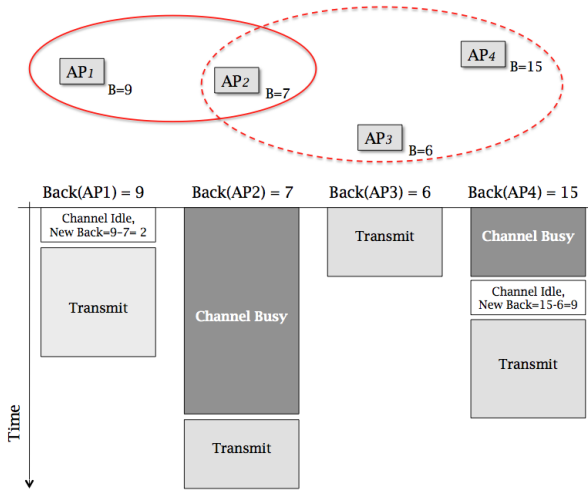 AP1
B=9
AP2
B=7
AP4
B=15
AP3
B=6
Back(AP1) = 9
Back(AP2) = 7
Back(AP3) = 6
Back(AP4) = 15
Channel Idle,
New Back=9-7= 2
Transmit
Channel Busy
Transmit
Transmit
Channel Busy
Channel Idle,
New Back=15-6=9
Transmit
Time